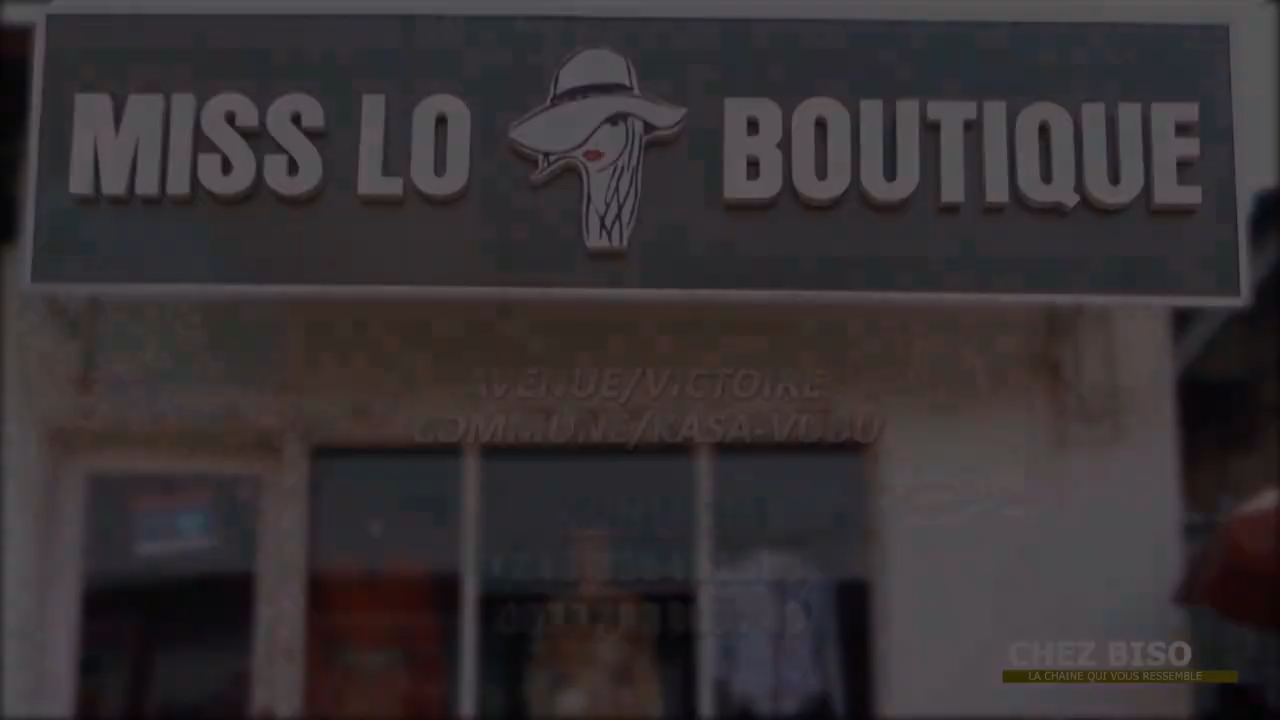 MISS LO BOUTIQUE
AVENUE/VICTOIRE
COMMUNE/KASA-VUBU
CHEZ BISO
LA CHAINE QUI VOUS RESSEMBLE